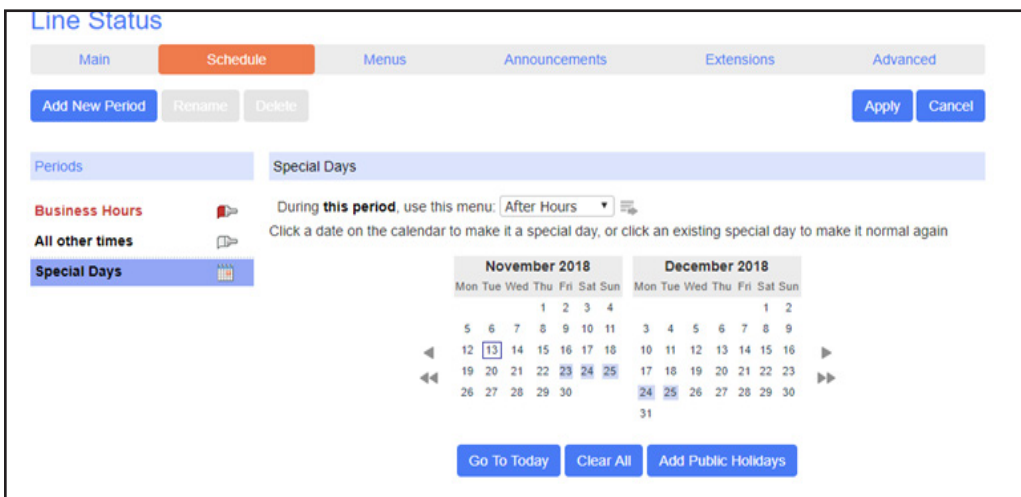 Line Status
Main Schedule Menus Announcements Extensions Advanced
Add New Period Rename Delete Apply Cancel
Periods
Business Hours
All other times
Special Days
Special Days
During this period, use this menu: After Hours
Click a date on the calendar to make it a special day, or click an existing special day to make it normal again
November 2018
Mon Tue Wed Thu Fri Sat Sun
1 2 3 4
5 6 7 8 9 10 11
12 13 14 15 16 17 18
19 20 21 22 23 24 25
26 27 28 29 30
December 2018
Mon Tue Wed Thu Fri Sat Sun
1 2
3 4 5 6 7 8 9
10 11 12 13 14 15 16
17 18 19 20 21 22 23
24 25 26 27 28 29 30
31
Go To Today Clear All Add Public Holidays